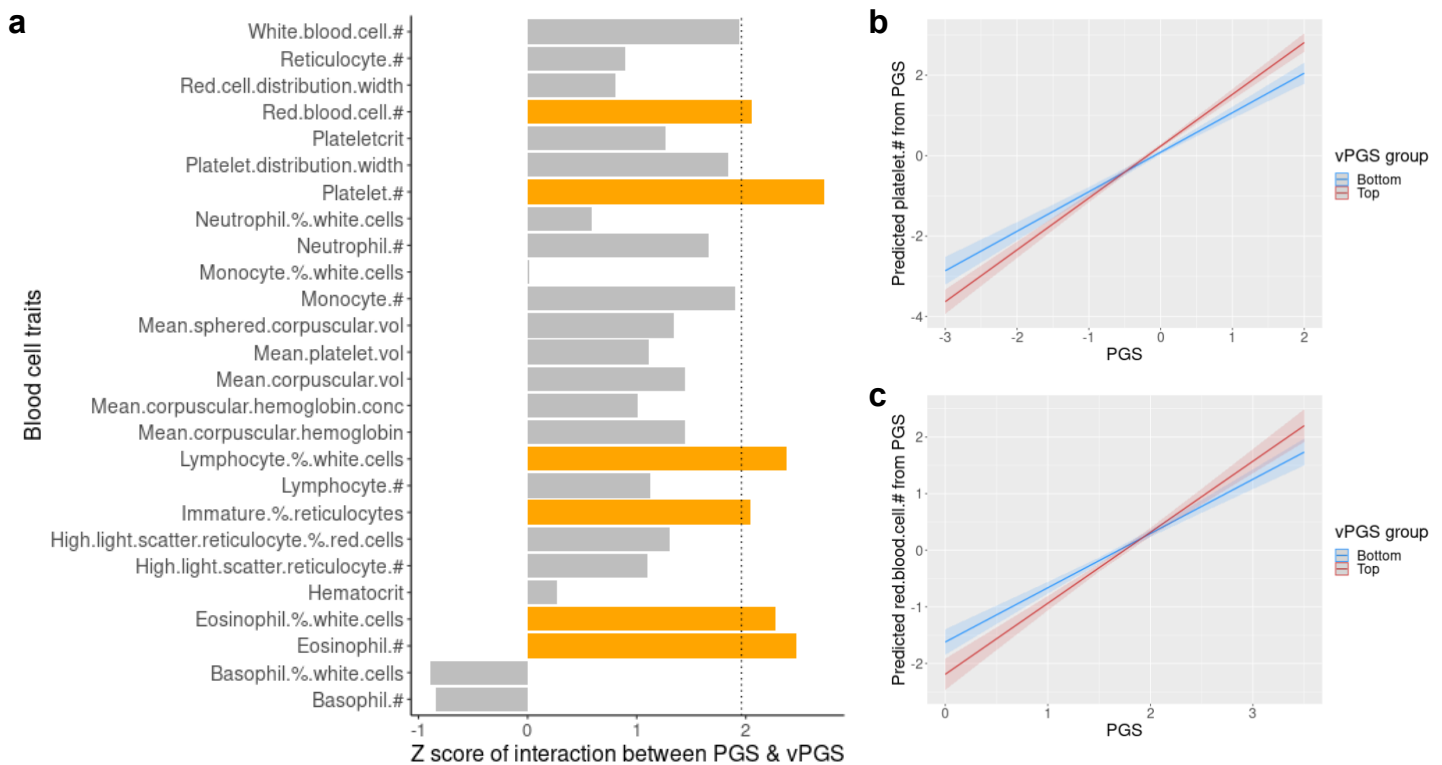 a
Blood cell traits
White.blood.cell.#
Reticulocyte.#
Red.cell.distribution.width
Red.blood.cell.#
Plateletcrit
Platelet.distribution.width
Platelet.#
Neutrophil.%.white.cells
Neutrophil.#
Monocyte.%.white.cells
Monocyte.#
Mean.sphered.corpuscular.vol
Mean.platelet.vol
Mean.corpuscular.vol
Mean.corpuscular.hemoglobin.conc
Mean.corpuscular.hemoglobin
Lymphocyte.%.white.cells
Lymphocyte.#
Immature.%.reticulocytes
High.light.scatter.reticulocyte.%.red.cells
High.light.scatter.reticulocyte.#
Hematocrit
Eosinophil.%.white.cells
Eosinophil.#
Basophil.%.white.cells
Basophil.#
-1 0 1 2
Z score of interaction between PGS & vPGS
b
Predicted platelet.# from PGS
2
0
-2
-4
-3 -2 -1 0 1 2
PGS
vPGS group
Bottom
Top
c
Predicted red.blood.cell.# from PGS
2
1
0
-1
-2
0 1 2 3
PGS
vPGS group
Bottom
Top